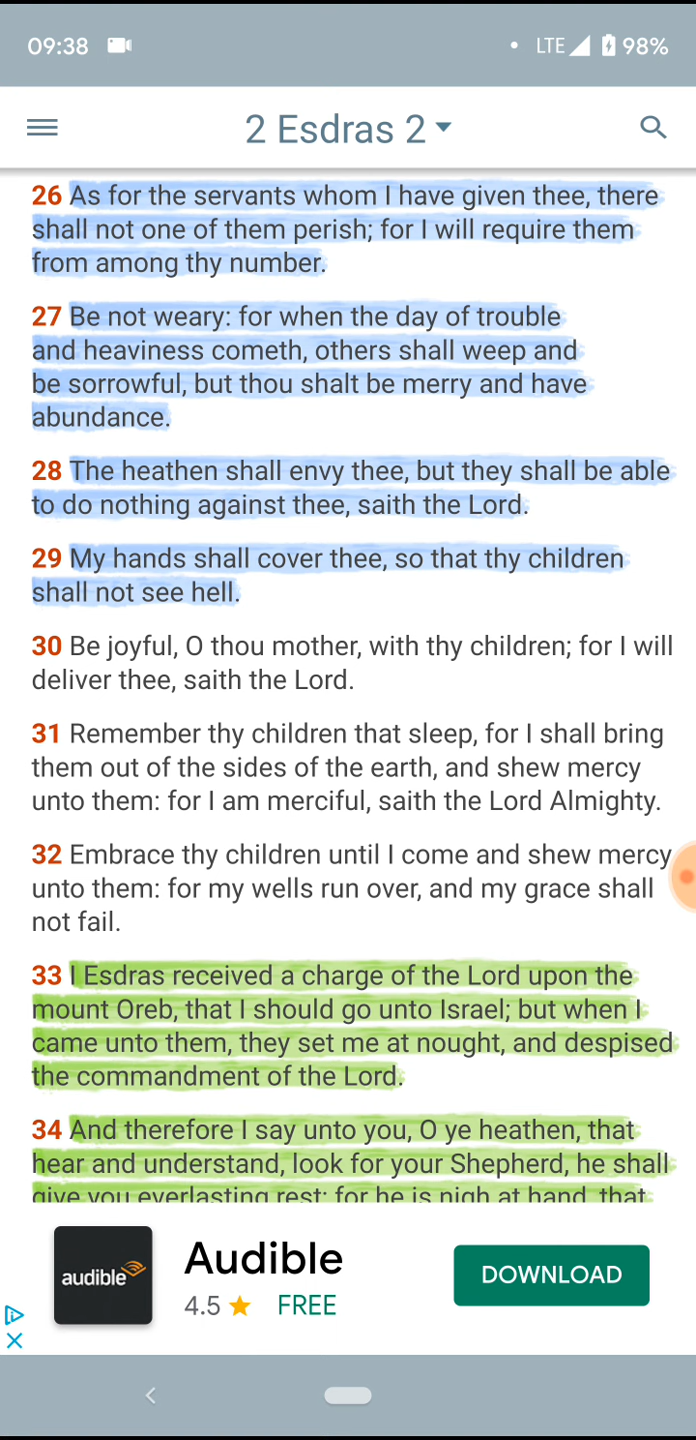 09:38
LTE 98%
2 Esdras 2
26 As for the servants whom I have given thee, there
shall not one of them perish; for I will require them
from among thy number.
27 Be not weary: for when the day of trouble
and heaviness cometh, others shall weep and
be sorrowful, but thou shalt be merry and have
abundance.
28 The heathen shall envy thee, but they shall be able
to do nothing against thee, saith the Lord.
29 My hands shall cover thee, so that thy children
shall not see hell.
30 Be joyful, O thou mother, with thy children; for I will
deliver thee, saith the Lord.
31 Remember thy children that sleep, for I shall bring
them out of the sides of the earth, and shew mercy
unto them: for I am merciful, saith the Lord Almighty.
32 Embrace thy children until I come and shew mercy
unto them: for my wells run over, and my grace shall
not fail.
33 I Esdras received a charge of the Lord upon the
mount Oreb, that I should go unto Israel; but when I
came unto them, they set me at nought, and despised
the commandment of the Lord.
34 And therefore I say unto you, O ye heathen, that
hear and understand, look for your Shepherd, he shall
give you everlasting rest; for he is nigh at hand, that
audible
Audible
4.5 ★ FREE
DOWNLOAD